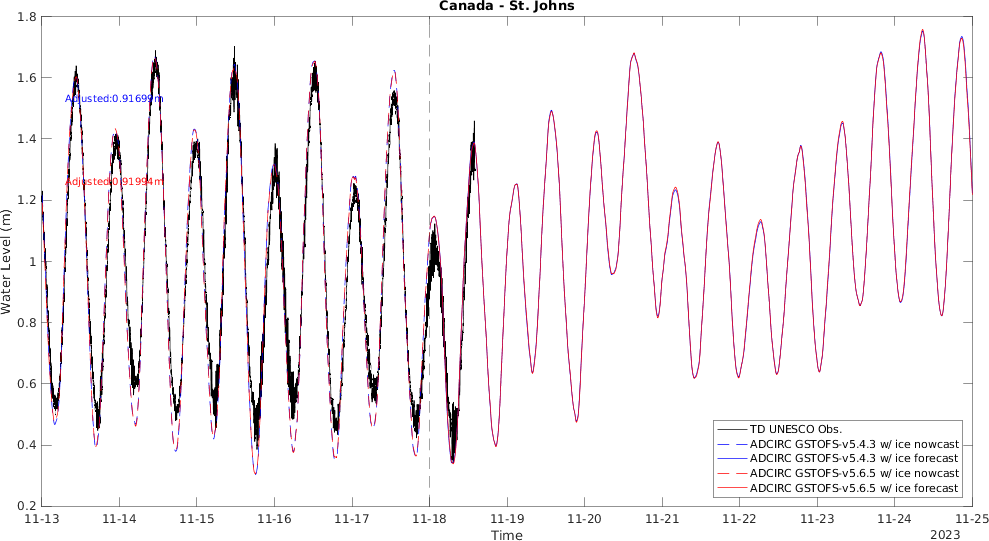 Canada - St. Johns
1.8
1.6
1.4
1.2
1
0.8
0.6
0.4
0.2
Water Level (m)
Adjusted:0.91699m
Adjusted:0.91994m
TD UNESCO Obs.
ADCIRC GSTOFS-v5.4.3 w/ ice nowcast
ADCIRC GSTOFS-v5.4.3 w/ ice forecast
ADCIRC GSTOFS-v5.6.5 w/ ice nowcast
ADCIRC GSTOFS-v5.6.5 w/ ice forecast
11-13 11-14 11-15 11-16 11-17 11-18 11-19 11-20 11-21 11-22 11-23 11-24 11-25
Time
2023